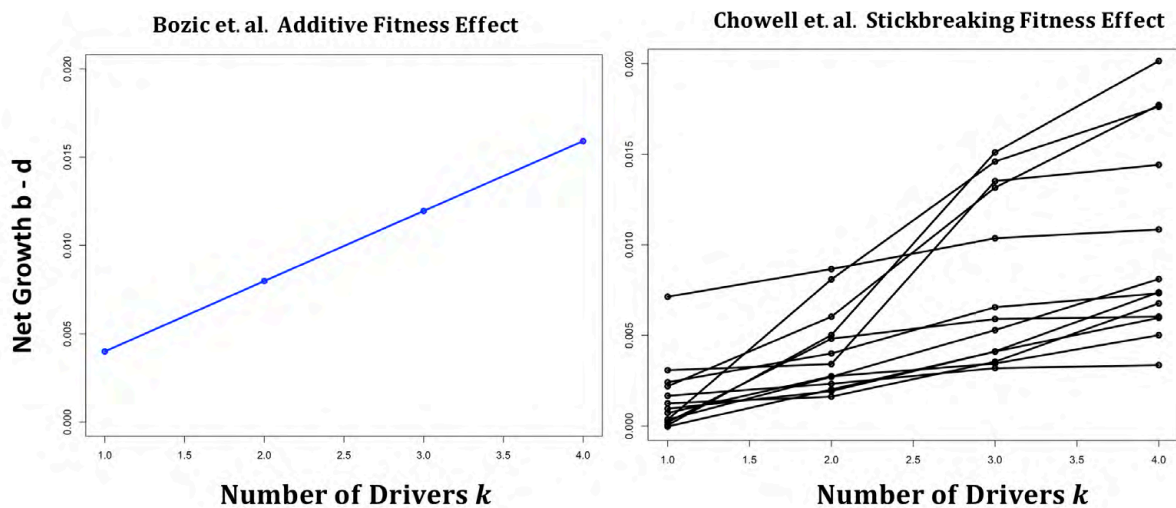 Bozic et. al. Additive Fitness Effect
Chowell et. al. Stickbreaking Fitness Effect
Net Growth b - d
0.020
0.015
0.010
0.005
0.000
1.0 1.5 2.0 2.5 3.0 3.5 4.0
Number of Drivers k
0.020
0.015
0.010
0.005
0.000
1.0 1.5 2.0 2.5 3.0 3.5 4.0
Number of Drivers k